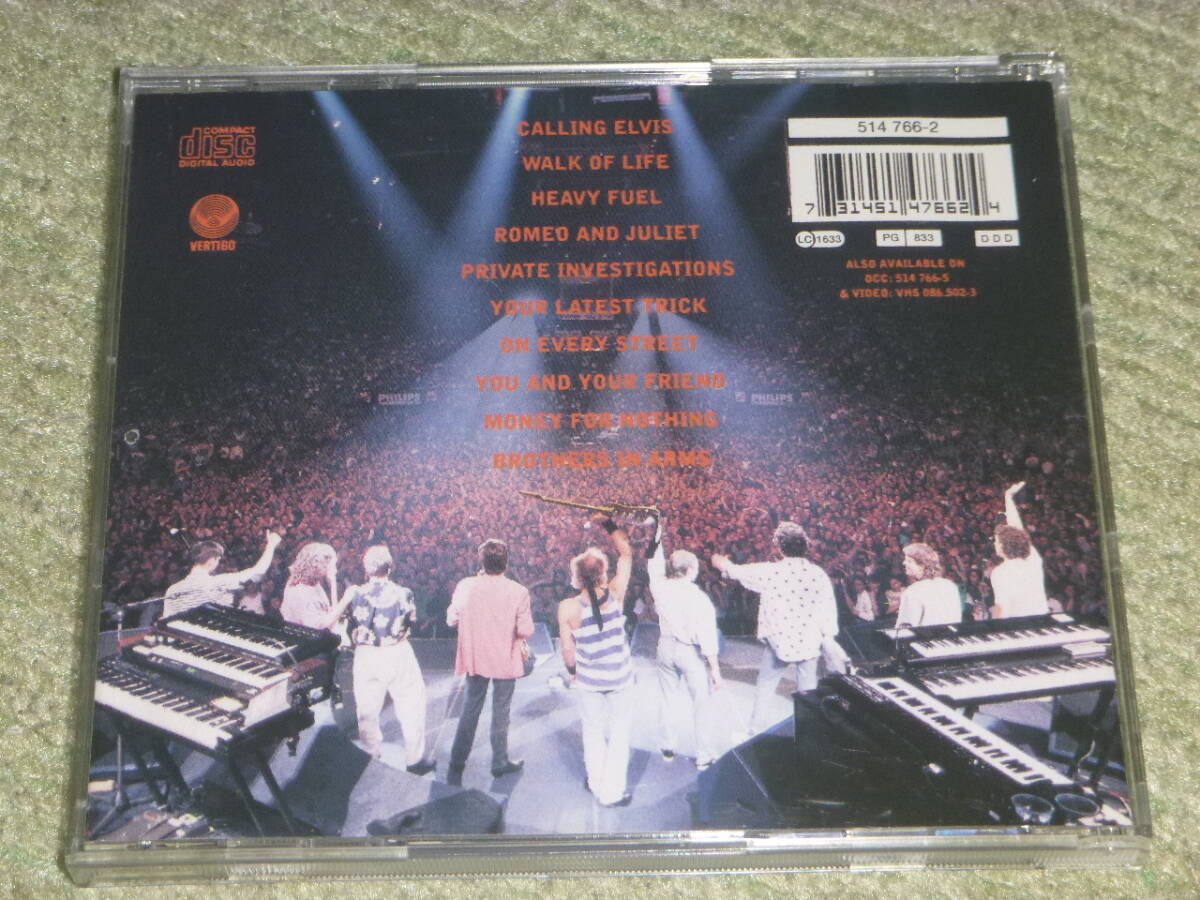 COMPACT
disc
DIGITAL AUDIO
VERTIGO
CALLING ELVIS
WALK OF LIFE
HEAVY FUEL
ROMEO AND JULIET
PRIVATE INVESTIGATIONS
YOUR LATEST TRICK
ON EVERY STREET
YOU AND YOUR FRIEND
MONEY FOR NOTHING
BROTHERS IN ARMS
514 766-2
7 31451 47662 4
LC 1633
PG 833
D D D
ALSO AVAILABLE ON
DCC: 514 766-5
& VIDEO: VHS 086.502-3
PHILIPS
PHILIPS